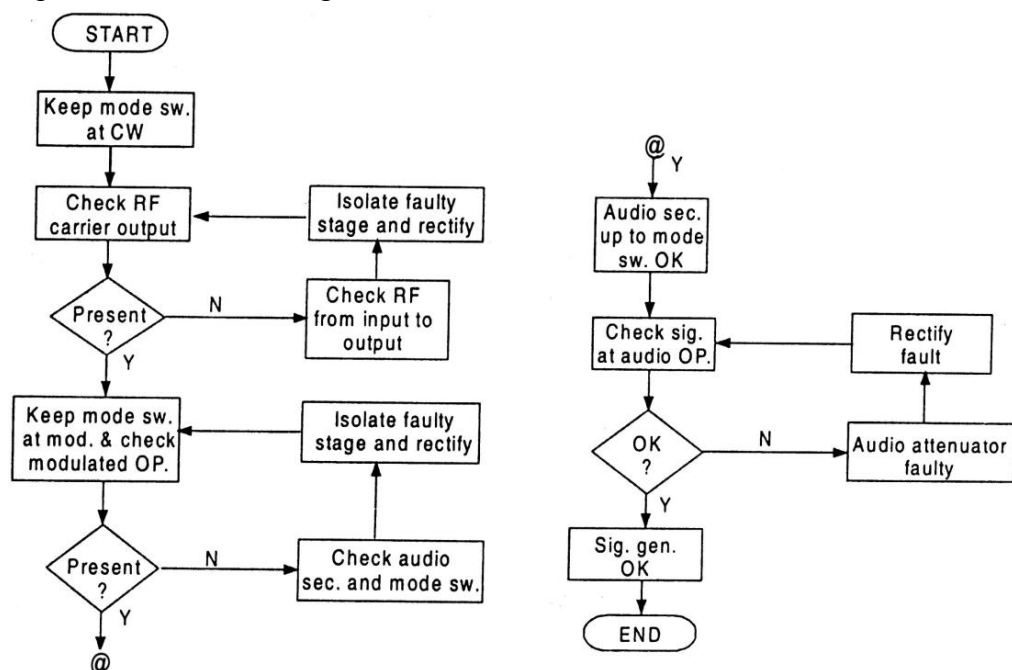 START
Keep mode sw.
at CW
Check RF
carrier output
Isolate faulty
stage and rectify
Present
?
N
Check RF
from input to
output
Y
Keep mode sw.
at mod. & check
modulated OP.
Isolate faulty
stage and rectify
Present
?
N
Check audio
sec. and mode sw.
Y
@
@
Y
Audio sec.
up to mode
sw. OK
Check sig.
at audio OP.
Rectify
fault
OK
?
N
Audio attenuator
faulty
Y
Sig. gen.
OK
END